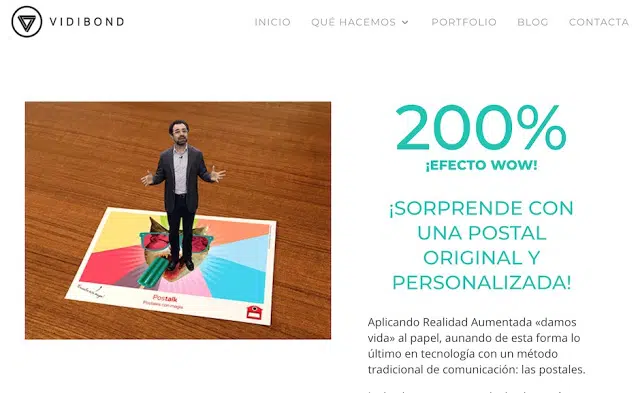 VIDIBOND
INICIO QUÉ HACEMOS PORTFOLIO BLOG CONTACTA
200%
¡EFECTO WOW!
¡SORPRENDE CON
UNA POSTAL
ORIGINAL Y
PERSONALIZADA!
Postalk
Postales con magia
Aplicando Realidad Aumentada «damos
vida» al papel, aunando de esta forma lo
último en tecnología con un método
tradicional de comunicación: las postales.